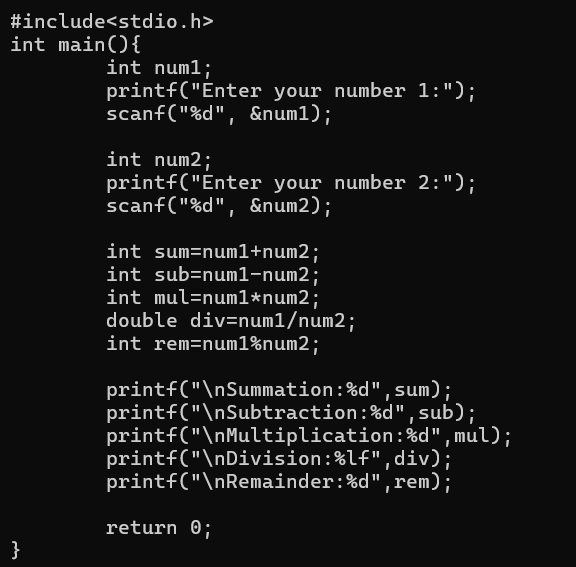 #include<stdio.h>
int main(){
        int num1;
        printf("Enter your number 1:");
        scanf("%d", &num1);

        int num2;
        printf("Enter your number 2:");
        scanf("%d", &num2);

        int sum=num1+num2;
        int sub=num1-num2;
        int mul=num1*num2;
        double div=num1/num2;
        int rem=num1%num2;

        printf("\nSummation:%d",sum);
        printf("\nSubtraction:%d",sub);
        printf("\nMultiplication:%d",mul);
        printf("\nDivision:%lf",div);
        printf("\nRemainder:%d",rem);

        return 0;
}